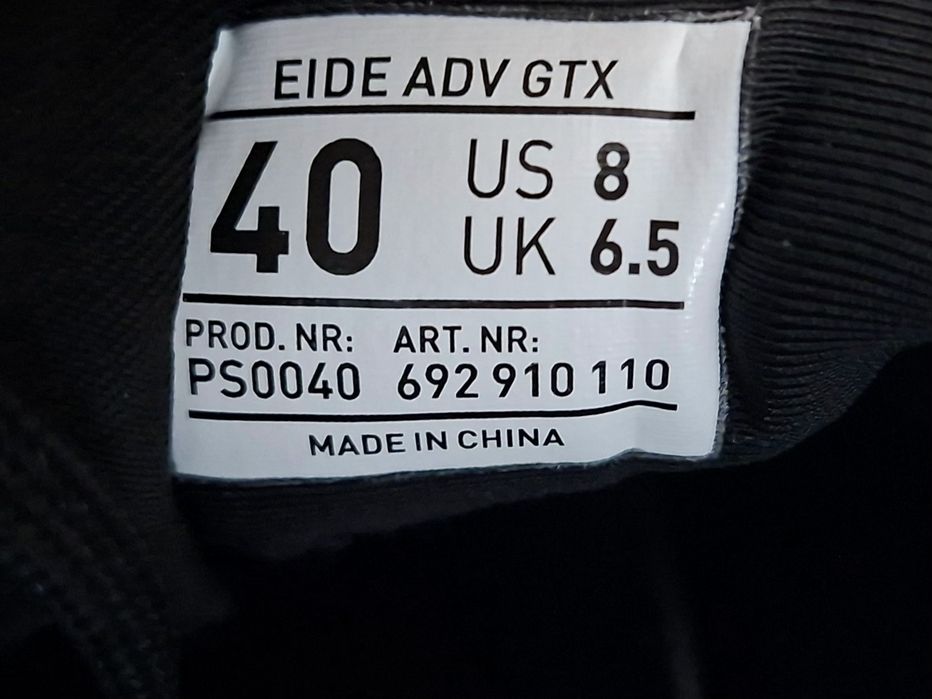 EIDE ADV GTX
40 US 8
UK 6.5
PROD. NR: ART. NR:
PS0040 692 910 110
MADE IN CHINA